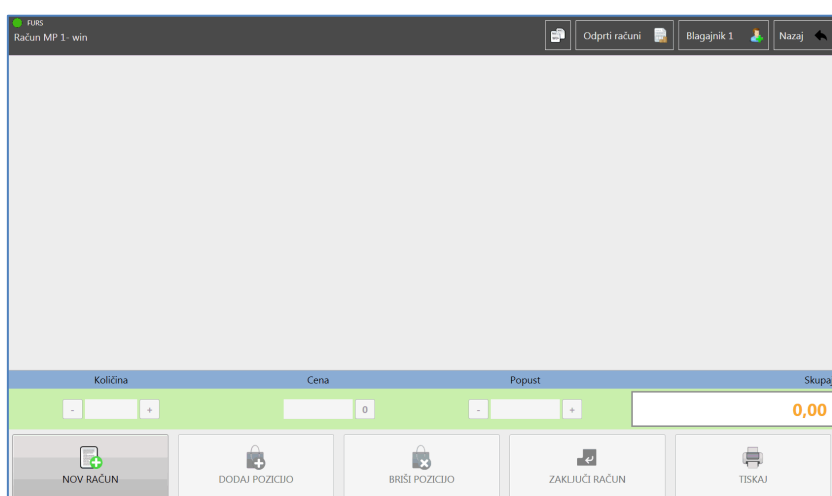 FURS
Račun MP 1- win
Odprti računi
Blagajnik 1
Nazaj
Količina Cena Popust Skupaj
- + 0 - + 0,00
NOV RAČUN DODAJ POZICIJO BRIŠI POZICIJO ZAKLJUČI RAČUN TISKAJ